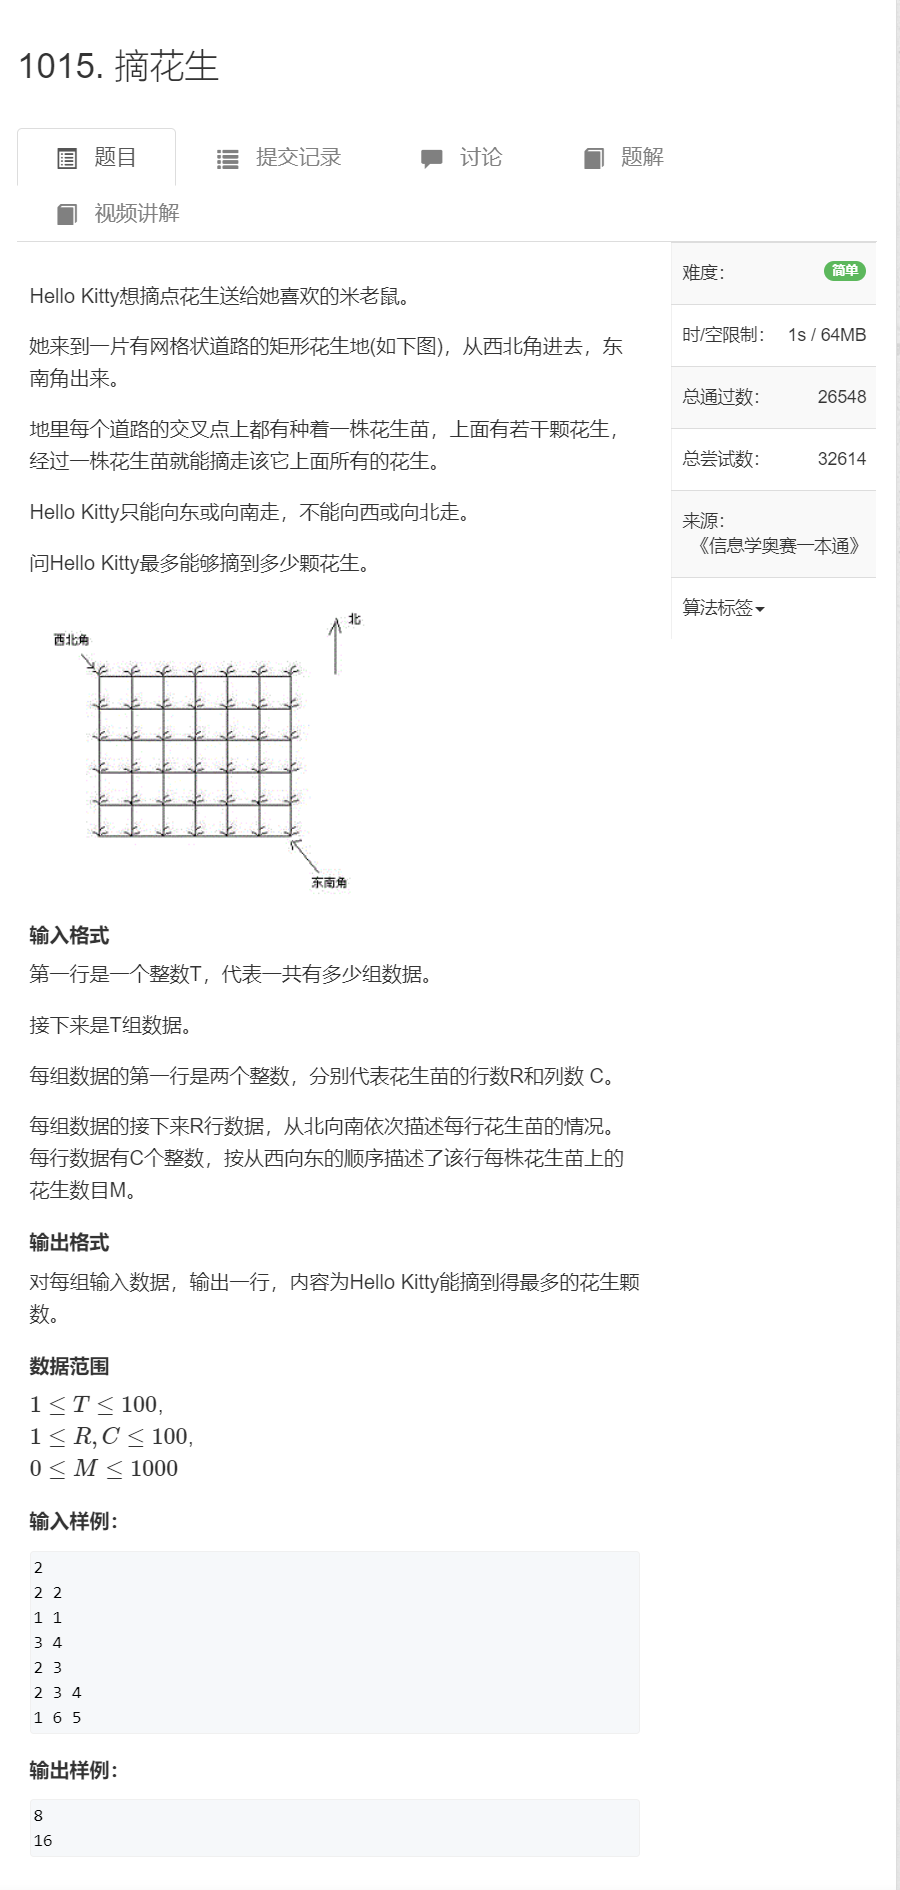 1015. 摘花生
题目
提交记录
讨论
题解
视频讲解
难度：
简单
时/空限制：
1s / 64MB
总通过数：
26548
总尝试数：
32614
来源：
《信息学奥赛一本通》
算法标签
Hello Kitty想摘点花生送给她喜欢的米老鼠。
她来到一片有网格状道路的矩形花生地(如下图)，从西北角进去，东
南角出来。
地里每个道路的交叉点上都有种着一株花生苗，上面有若干颗花生，
经过一株花生苗就能摘走该它上面所有的花生。
Hello Kitty只能向东或向南走，不能向西或向北走。
问Hello Kitty最多能够摘到多少颗花生。
北
西北角
东南角
输入格式
第一行是一个整数T，代表一共有多少组数据。
接下来是T组数据。
每组数据的第一行是两个整数，分别代表花生苗的行数R和列数 C。
每组数据的接下来R行数据，从北向南依次描述每行花生苗的情况。
每行数据有C个整数，按从西向东的顺序描述了该行每株花生苗上的
花生数目M。
输出格式
对每组输入数据，输出一行，内容为Hello Kitty能摘到得最多的花生颗
数。
数据范围
1 ≤ T ≤ 100,
1 ≤ R, C ≤ 100,
0 ≤ M ≤ 1000
输入样例：
2
2 2
1 1
3 4
2 3
2 3 4
1 6 5
输出样例：
8
16